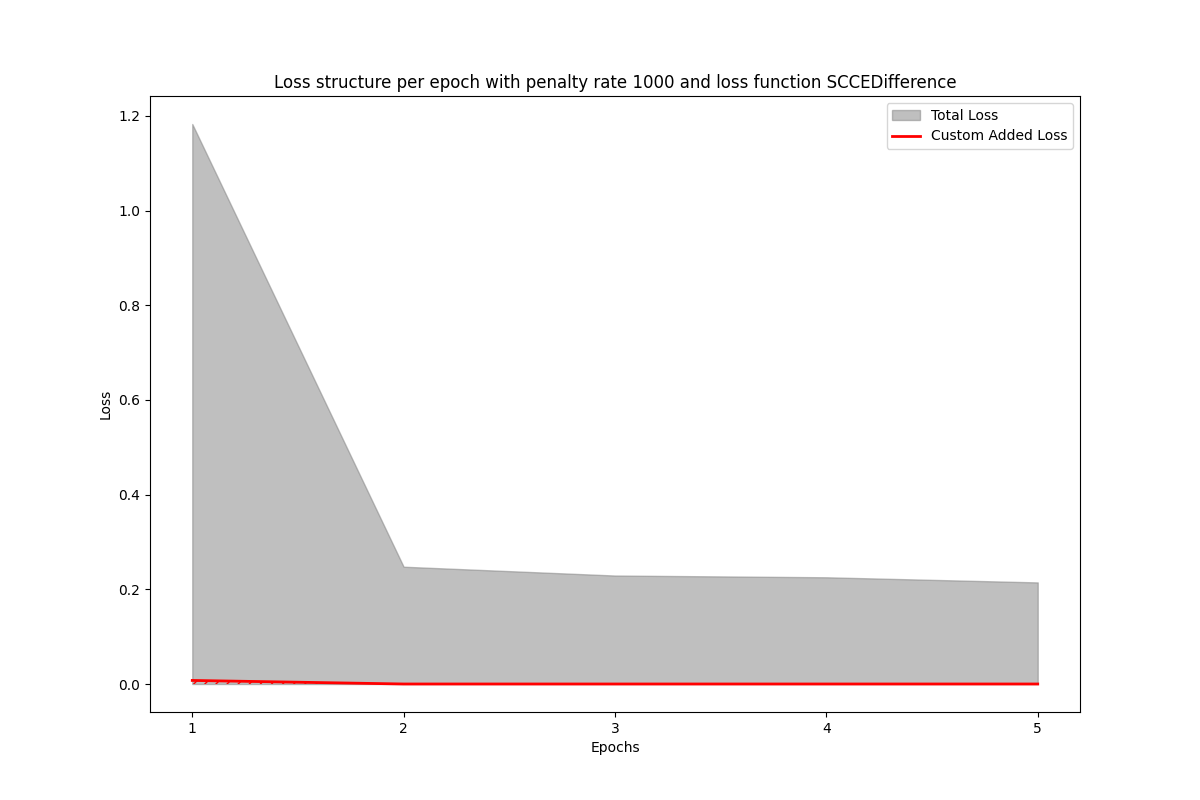 Loss structure per epoch with penalty rate 1000 and loss function SCCEDifference
Total Loss
Custom Added Loss
1.2
1.0
0.8
0.6
0.4
0.2
0.0
Loss
1 2 3 4 5
Epochs